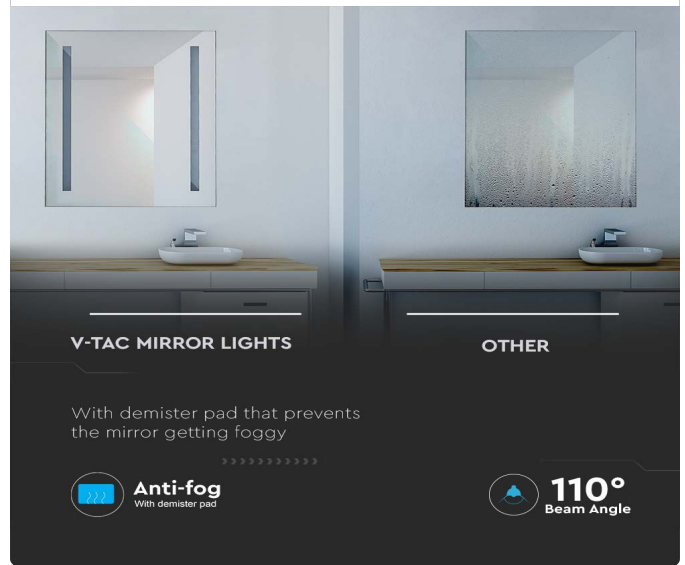 V-TAC MIRROR LIGHTS
OTHER
With demister pad that prevents
the mirror getting foggy
Anti-fog
With demister pad
110°
Beam Angle